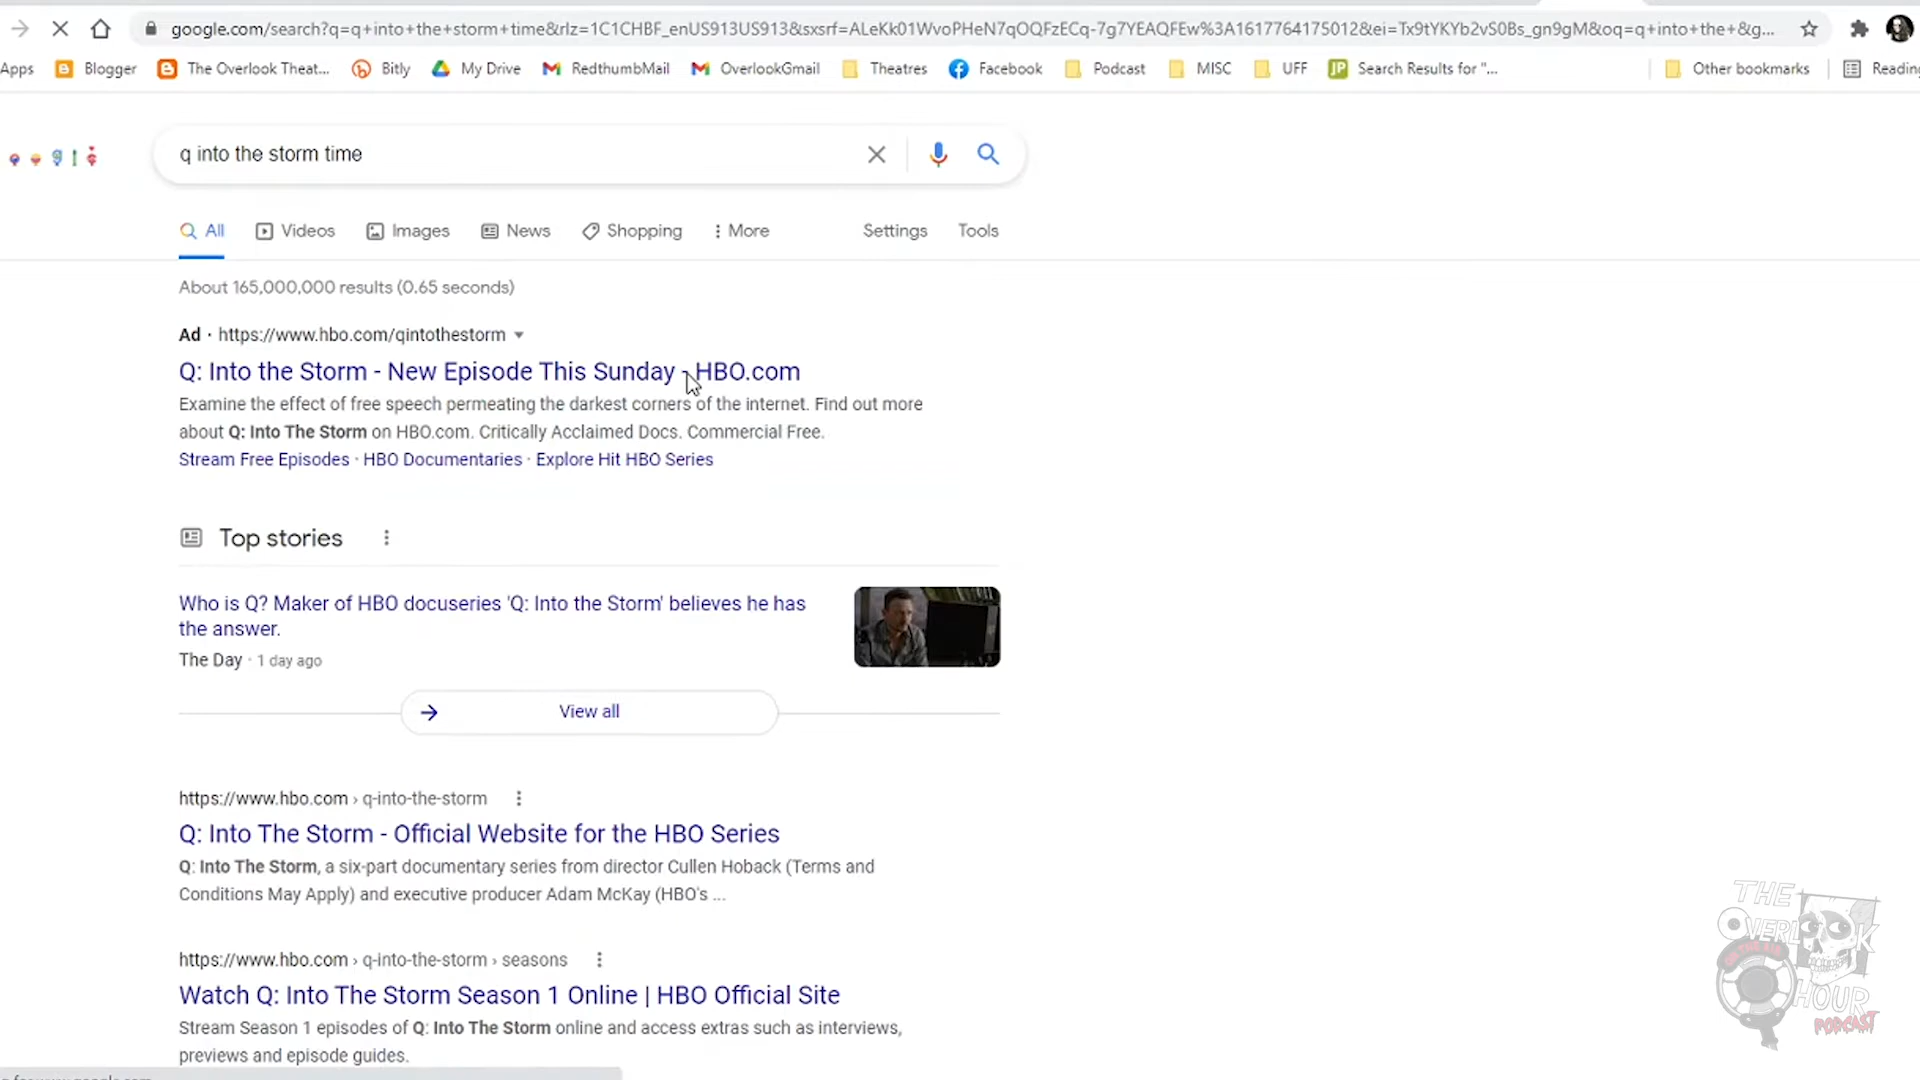 google.com/search?q=q+into+the+storm+time&rlz=1C1CHBF_enUS913US913&sxsrf=ALeKk01WvoPHeN7qOQFzECq-7g7YEAQFEw%3A1617764175012&ei=Tx9tYKYb2vS0Bs_gn9gM&oq=q+into+the+&g...
Apps Blogger The Overlook Theat... Bitly My Drive RedthumbMail OverlookGmail Theatres Facebook Podcast MISC UFF JP Search Results for "... Other bookmarks Reading
q into the storm time
All Videos Images News Shopping More Settings Tools
About 165,000,000 results (0.65 seconds)
Ad · https://www.hbo.com/qintothestorm
Q: Into the Storm - New Episode This Sunday - HBO.com
Examine the effect of free speech permeating the darkest corners of the internet. Find out more
about Q: Into The Storm on HBO.com. Critically Acclaimed Docs. Commercial Free.
Stream Free Episodes · HBO Documentaries · Explore Hit HBO Series
Top stories
Who is Q? Maker of HBO docuseries 'Q: Into the Storm' believes he has
the answer.
The Day · 1 day ago
View all
https://www.hbo.com › q-into-the-storm
Q: Into The Storm - Official Website for the HBO Series
Q: Into The Storm, a six-part documentary series from director Cullen Hoback (Terms and
Conditions May Apply) and executive producer Adam McKay (HBO's ...
https://www.hbo.com › q-into-the-storm › seasons
Watch Q: Into The Storm Season 1 Online | HBO Official Site
Stream Season 1 episodes of Q: Into The Storm online and access extras such as interviews,
previews and episode guides.
THE
OVERLOOK
HOUR
PODCAST